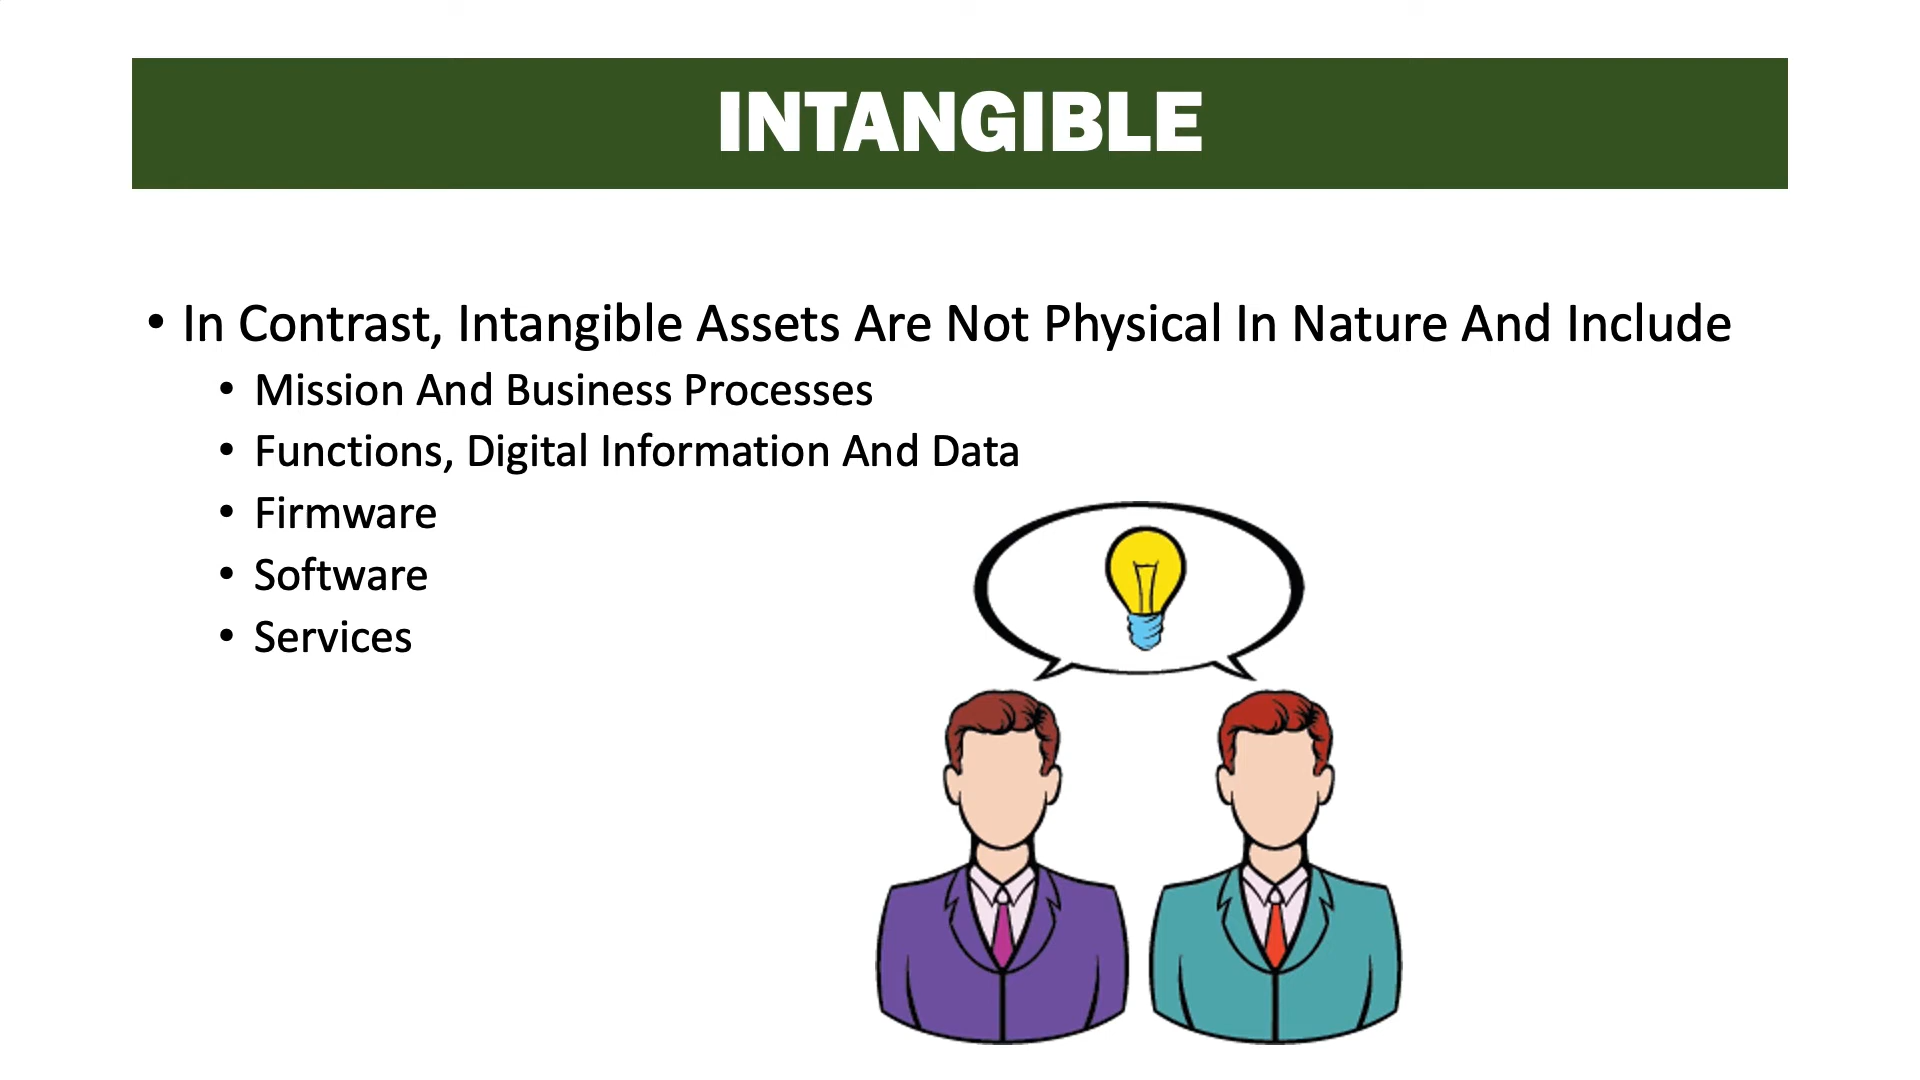 INTANGIBLE
• In Contrast, Intangible Assets Are Not Physical In Nature And Include
• Mission And Business Processes
• Functions, Digital Information And Data
• Firmware
• Software
• Services